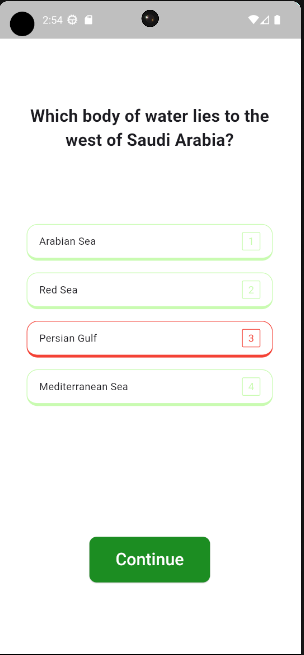 2:54
Which body of water lies to the
west of Saudi Arabia?
Arabian Sea 1
Red Sea 2
Persian Gulf 3
Mediterranean Sea 4
Continue